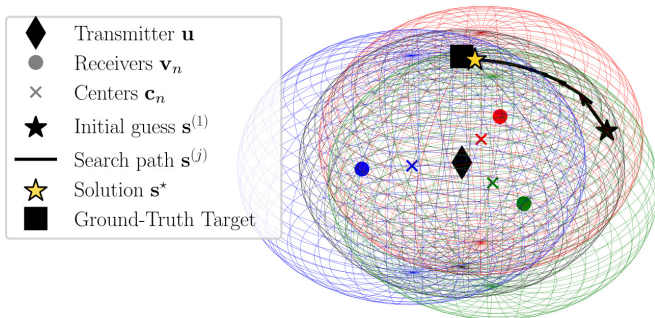 Transmitter u
Receivers vₙ
Centers cₙ
Initial guess s⁽¹⁾
Search path s⁽ʲ⁾
Solution s⋆
Ground-Truth Target